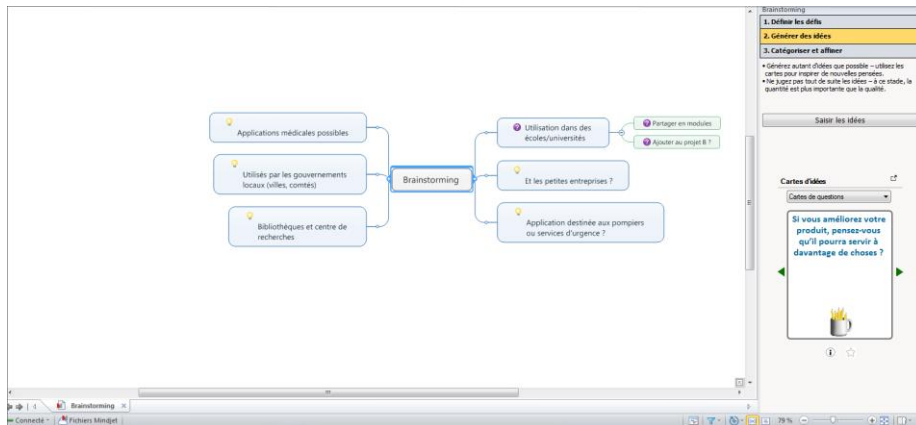 Applications médicales possibles
Utilisés par les gouvernements
locaux (villes, comtés)
Bibliothèques et centre de
recherches
Brainstorming
Utilisation dans des
écoles/universités
Partager en modules
Ajouter au projet B ?
Et les petites entreprises ?
Application destinée aux pompiers
ou services d'urgence ?
Brainstorming
1. Définir les défis
2. Générer des idées
3. Catégoriser et affiner
• Générez autant d'idées que possible – utilisez les
cartes pour inspirer de nouvelles pensées.
• Ne jugez pas tout de suite les idées – à ce stade, la
quantité est plus importante que la qualité.
Saisir les idées
Cartes d'idées
Cartes de questions
Si vous améliorez votre
produit, pensez-vous
qu'il pourra servir à
davantage de choses ?
Brainstorming
Connecté
Fichiers Mindjet
79 %